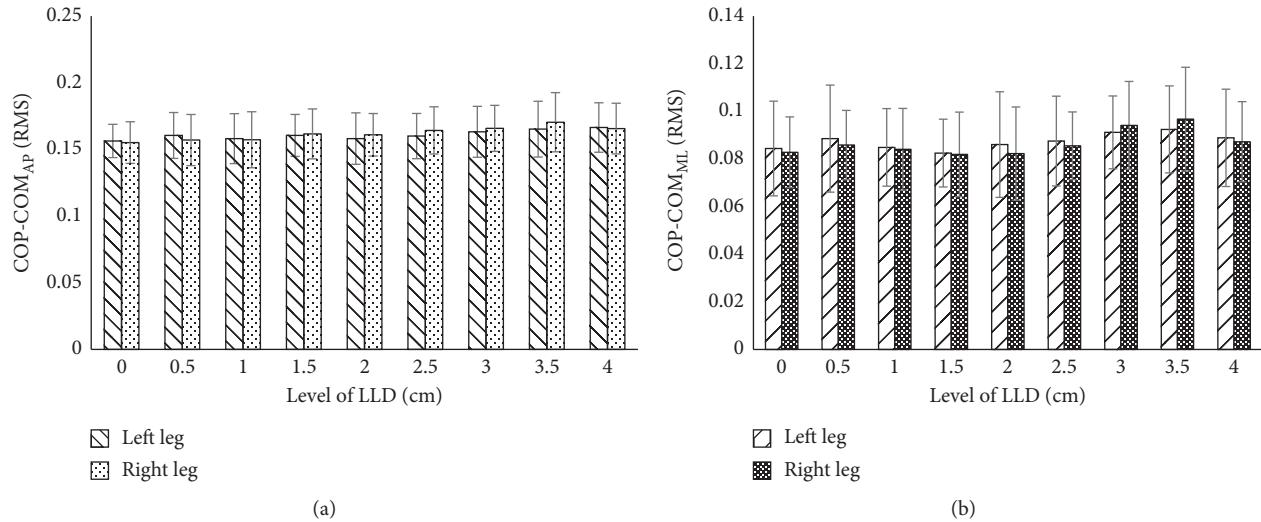 0.25
0.2
0.15
0.1
0.05
0
COP-COM_AP (RMS)
0 0.5 1 1.5 2 2.5 3 3.5 4
Level of LLD (cm)
Left leg
Right leg
(a)
0.14
0.12
0.1
0.08
0.06
0.04
0.02
0
COP-COM_ML (RMS)
0 0.5 1 1.5 2 2.5 3 3.5 4
Level of LLD (cm)
Left leg
Right leg
(b)